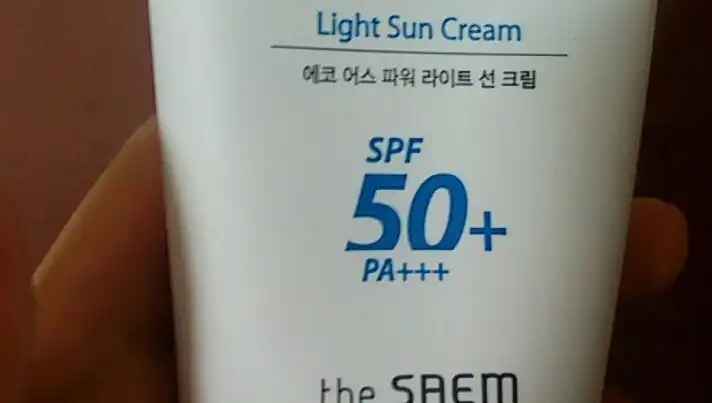 Light Sun Cream
에코 어스 파워 라이트 선 크림
SPF
50+
PA+++
the SAEM